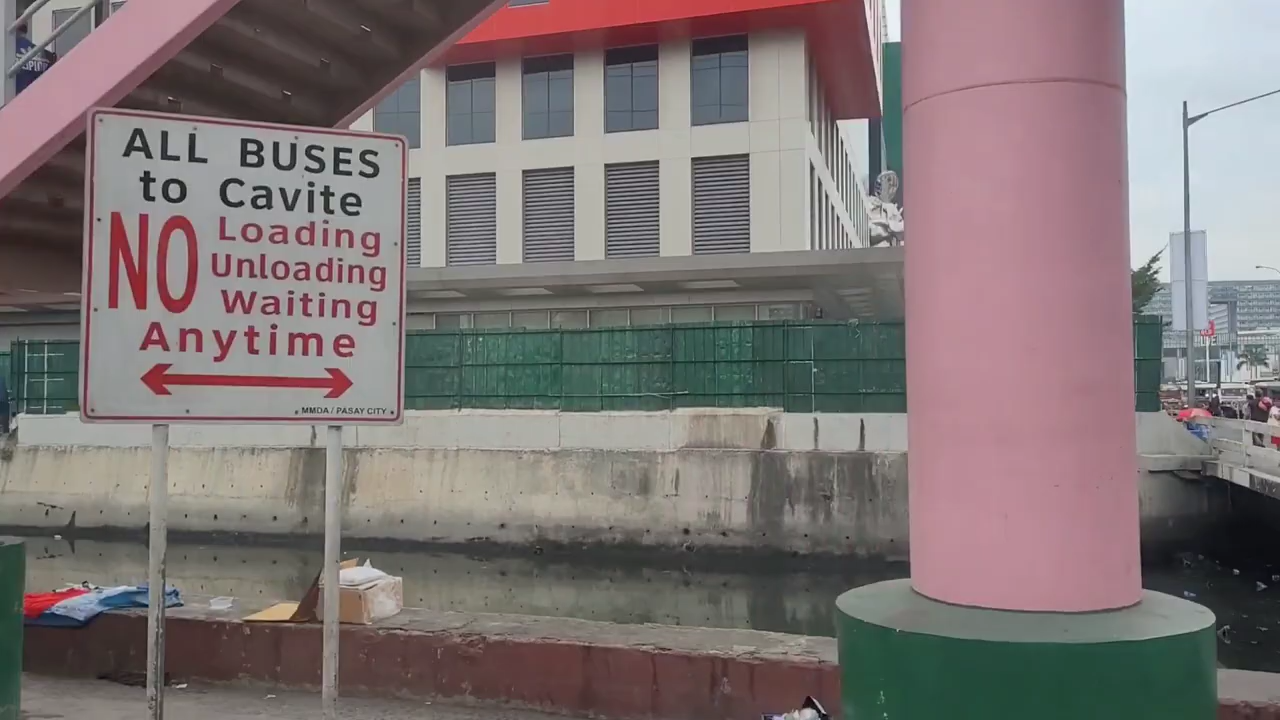 ALL BUSES
to Cavite
NO Loading
Unloading
Waiting
Anytime
MMDA / PASAY CITY